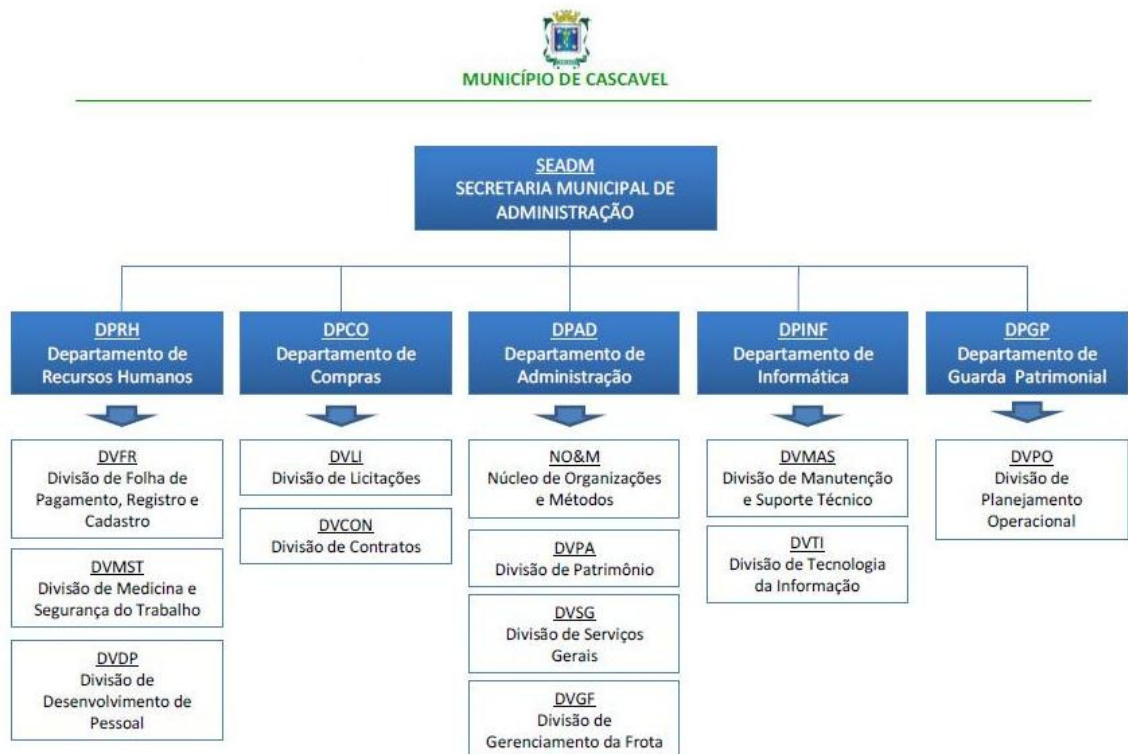 MUNICÍPIO DE CASCAVEL
SEADM
SECRETARIA MUNICIPAL DE
ADMINISTRAÇÃO
DPRH
Departamento de
Recursos Humanos
DVFR
Divisão de Folha de
Pagamento, Registro e
Cadastro
DVMST
Divisão de Medicina e
Segurança do Trabalho
DVDP
Divisão de
Desenvolvimento de
Pessoal
DPCO
Departamento de
Compras
DVLI
Divisão de Licitações
DVCON
Divisão de Contratos
DPAD
Departamento de
Administração
NO&M
Núcleo de Organizações
e Métodos
DVPA
Divisão de Patrimônio
DVSG
Divisão de Serviços
Gerais
DVGF
Divisão de
Gerenciamento da Frota
DPINF
Departamento de
Informática
DVMAS
Divisão de Manutenção
e Suporte Técnico
DVTI
Divisão de Tecnologia
da Informação
DPGP
Departamento de
Guarda Patrimonial
DVPO
Divisão de
Planejamento
Operacional